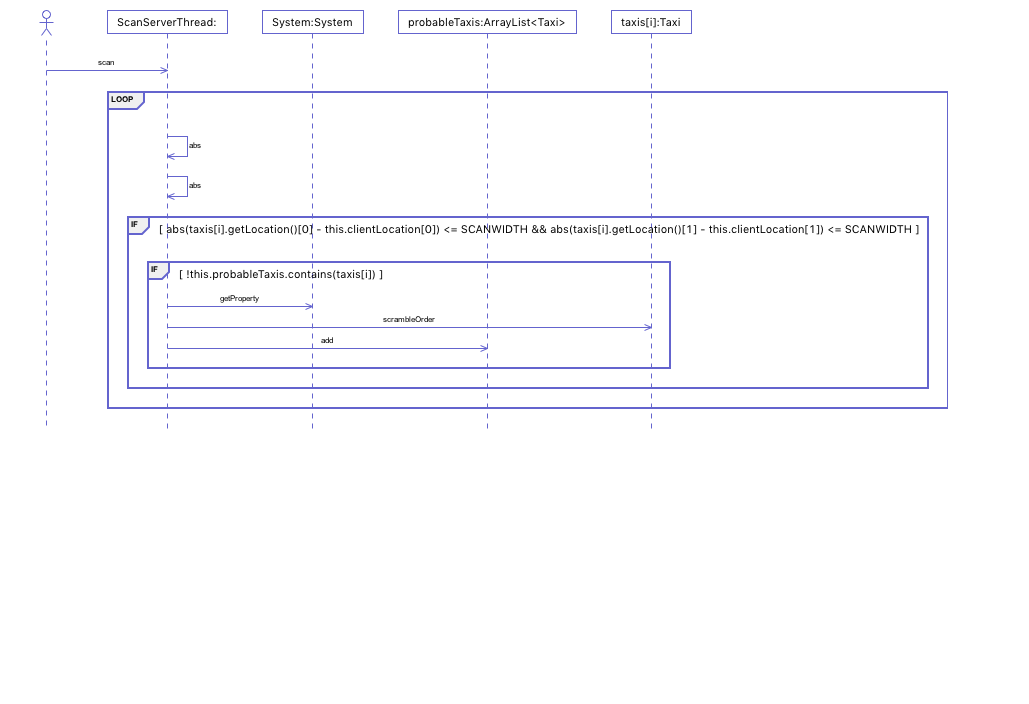 ScanServerThread:
System:System
probableTaxis:ArrayList<Taxi>
taxis[i]:Taxi
scan
LOOP
abs
abs
IF
[ abs(taxis[i].getLocation()[0] - this.clientLocation[0]) <= SCANWIDTH && abs(taxis[i].getLocation()[1] - this.clientLocation[1]) <= SCANWIDTH ]
IF
[ !this.probableTaxis.contains(taxis[i]) ]
getProperty
scrambleOrder
add